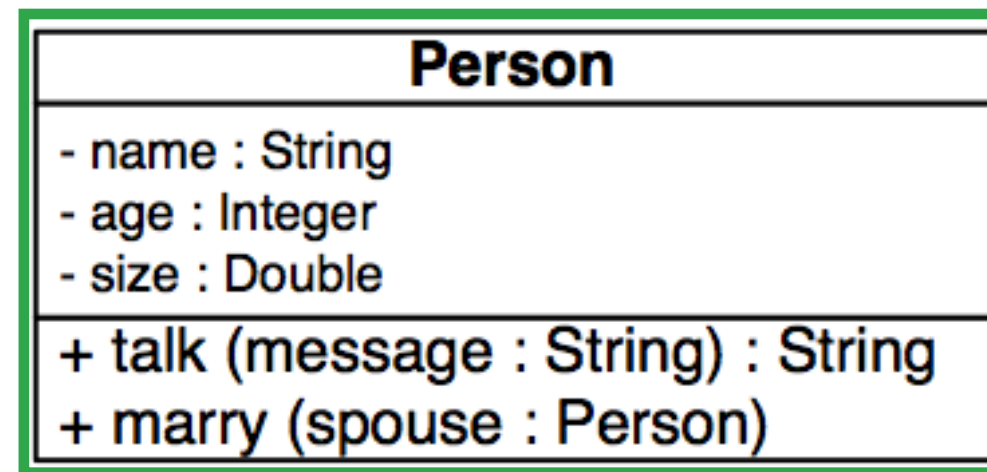 Person
- name : String
- age : Integer
- size : Double
+ talk (message : String) : String
+ marry (spouse : Person)